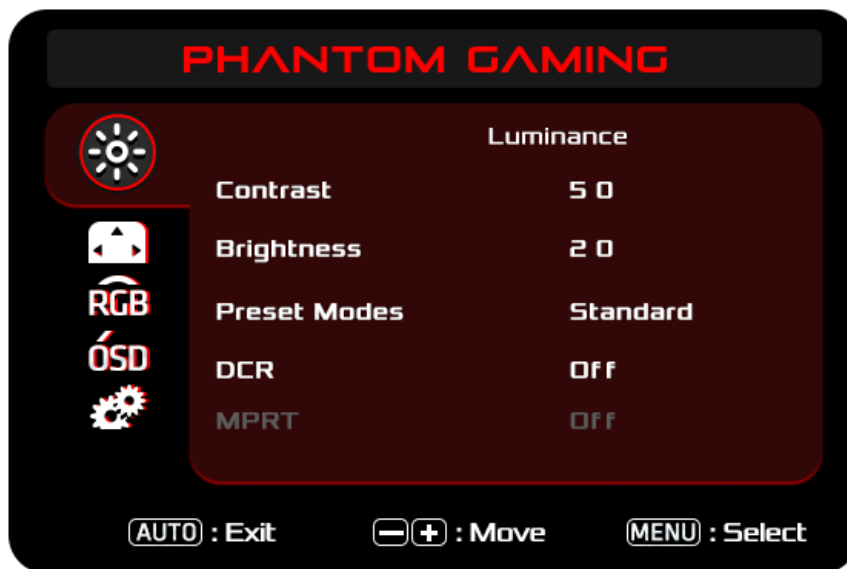 PHANTOM GAMING
Luminance
Contrast 50
Brightness 20
RGB
Preset Modes Standard
OSD
DCR Off
MPRT Off
AUTO : Exit − + : Move MENU : Select